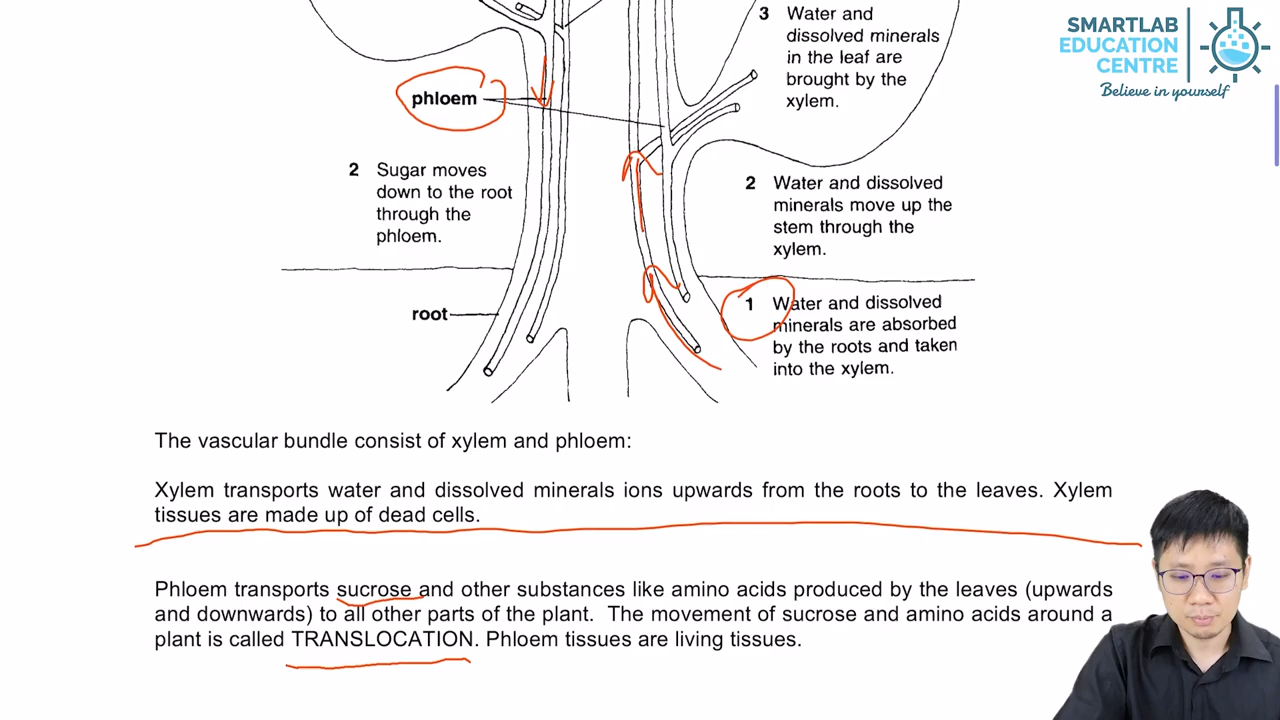 SMARTLAB
EDUCATION
CENTRE
Believe in yourself
3 Water and
dissolved minerals
in the leaf are
brought by the
xylem.
phloem
2 Sugar moves
down to the root
through the
phloem.
2 Water and dissolved
minerals move up the
stem through the
xylem.
root
1 Water and dissolved
minerals are absorbed
by the roots and taken
into the xylem.
The vascular bundle consist of xylem and phloem:
Xylem transports water and dissolved minerals ions upwards from the roots to the leaves. Xylem
tissues are made up of dead cells.
Phloem transports sucrose and other substances like amino acids produced by the leaves (upwards
and downwards) to all other parts of the plant. The movement of sucrose and amino acids around a
plant is called TRANSLOCATION. Phloem tissues are living tissues.